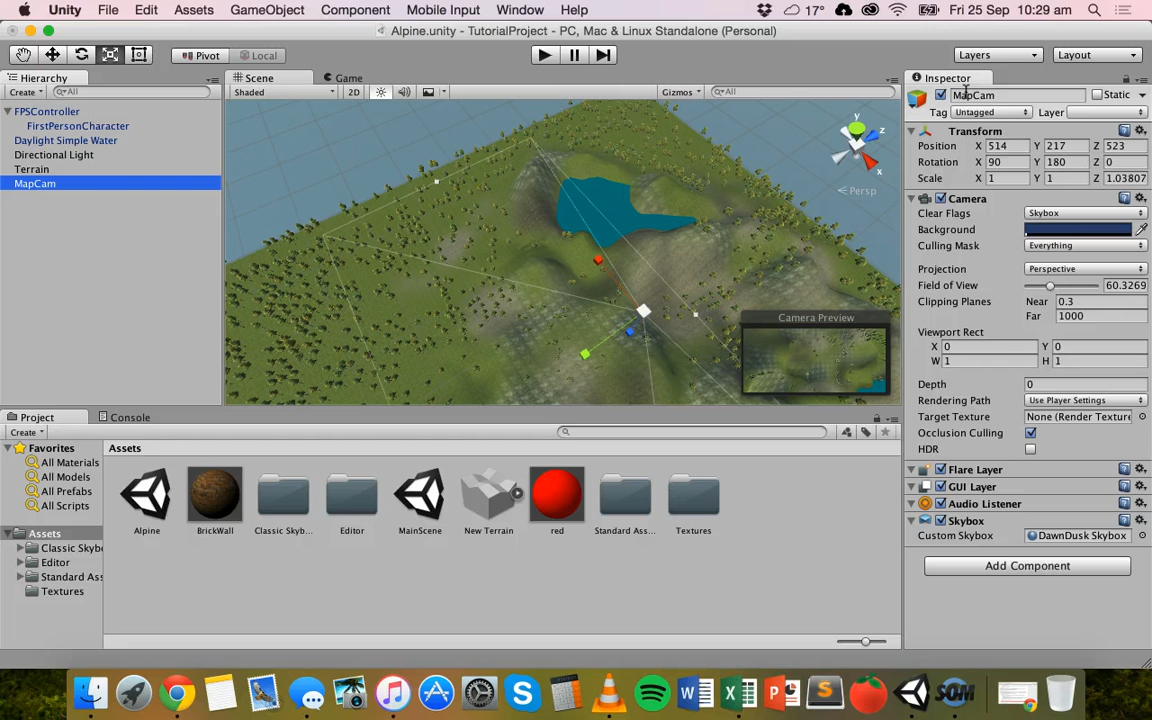 Unity File Edit Assets GameObject Component Mobile Input Window Help 17° Fri 25 Sep 10:29 am
Alpine.unity - TutorialProject - PC, Mac & Linux Standalone (Personal)
Pivot Local Layers Layout
Hierarchy Scene Game Inspector
Create All Shaded 2D Gizmos All MapCam Static
Tag Untagged Layer
FPSController
FirstPersonCharacter
Daylight Simple Water
Directional Light
Terrain
MapCam
y
z
x
Persp
Camera Preview
Transform
Position X 514 Y 217 Z 523
Rotation X 90 Y 180 Z 0
Scale X 1 Y 1 Z 1.03807
Camera
Clear Flags Skybox
Background
Culling Mask Everything
Projection Perspective
Field of View 60.3269
Clipping Planes Near 0.3
Far 1000
Viewport Rect
X 0 Y 0
W 1 H 1
Depth 0
Rendering Path Use Player Settings
Target Texture None (Render Texture
Occlusion Culling
HDR
Flare Layer
GUI Layer
Audio Listener
Skybox
Custom Skybox DawnDusk Skybox
Add Component
Project Console
Create
Favorites
All Materials
All Models
All Prefabs
All Scripts
Assets
Classic Skybo
Editor
Standard Ass
Textures
Assets
Alpine BrickWall Classic Skyb... Editor MainScene New Terrain red Standard Ass... Textures